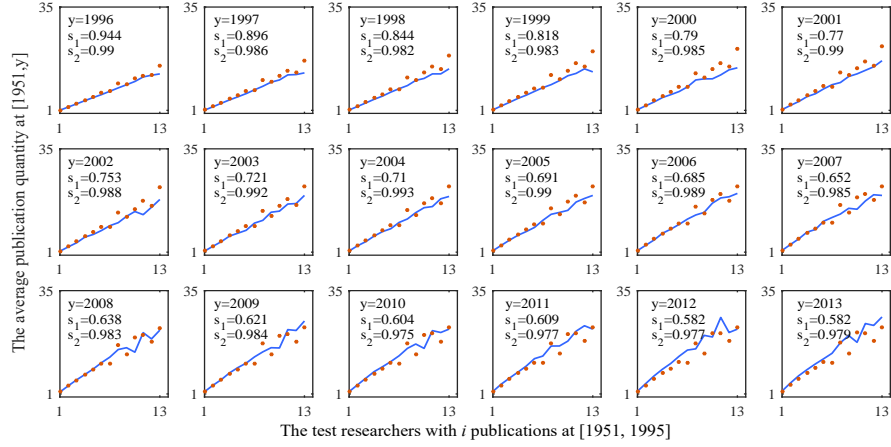 The average publication quantity at [1951,y]
35
y=1996
s1=0.944
s2=0.99
1
1
13
y=1997
s1=0.896
s2=0.986
1
13
y=1998
s1=0.844
s2=0.982
1
13
y=1999
s1=0.818
s2=0.983
1
13
y=2000
s1=0.79
s2=0.985
1
13
y=2001
s1=0.77
s2=0.99
1
13
35
y=2002
s1=0.753
s2=0.988
1
1
13
35
y=2003
s1=0.721
s2=0.992
1
1
13
35
y=2004
s1=0.71
s2=0.993
1
1
13
35
y=2005
s1=0.691
s2=0.99
1
1
13
35
y=2006
s1=0.685
s2=0.989
1
1
13
35
y=2007
s1=0.652
s2=0.985
1
1
13
35
y=2008
s1=0.638
s2=0.983
1
1
13
35
y=2009
s1=0.621
s2=0.984
1
1
13
35
y=2010
s1=0.604
s2=0.975
1
1
13
35
y=2011
s1=0.609
s2=0.977
1
1
13
35
y=2012
s1=0.582
s2=0.977
1
1
13
35
y=2013
s1=0.582
s2=0.979
1
1
13
The test researchers with i publications at [1951, 1995]